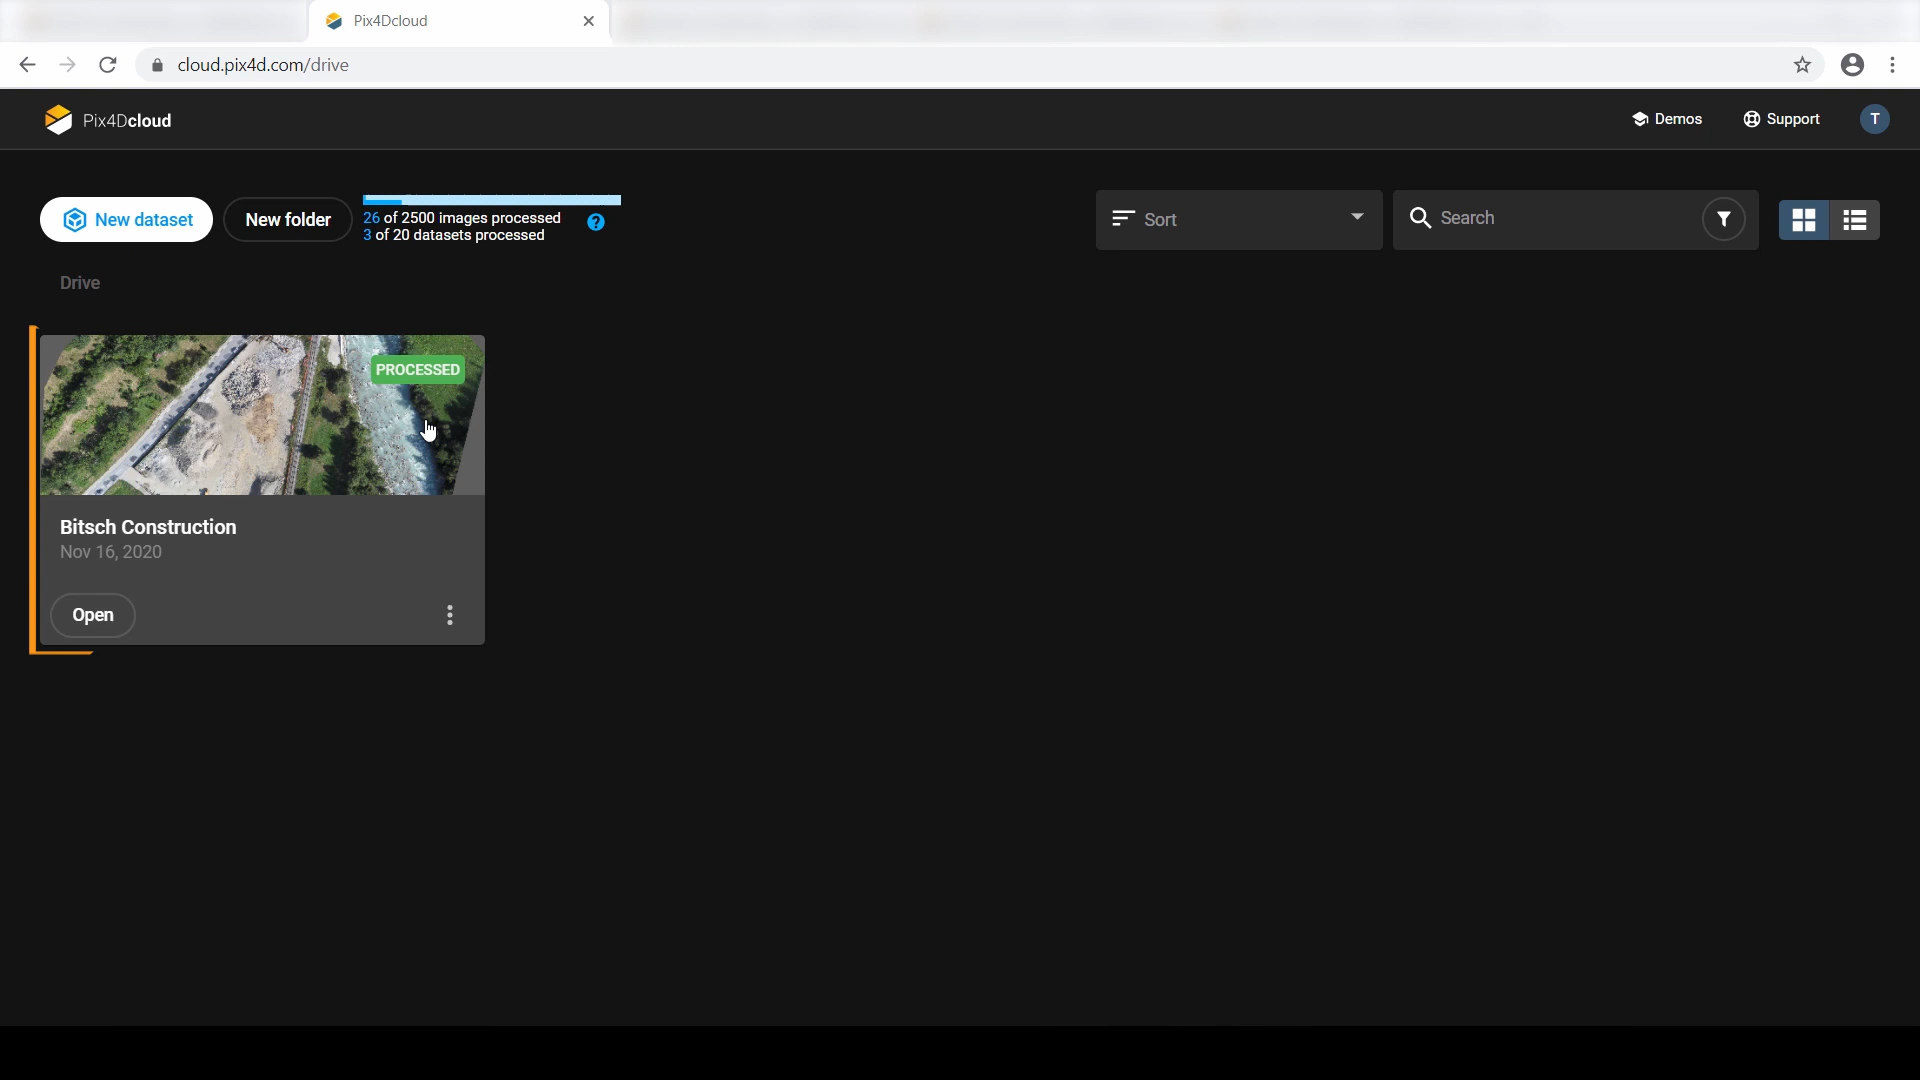 Pix4Dcloud
cloud.pix4d.com/drive
Pix4Dcloud
Demos
Support
T
New dataset
New folder
26 of 2500 images processed
3 of 20 datasets processed
?
Sort
Search
Drive
PROCESSED
Bitsch Construction
Nov 16, 2020
Open